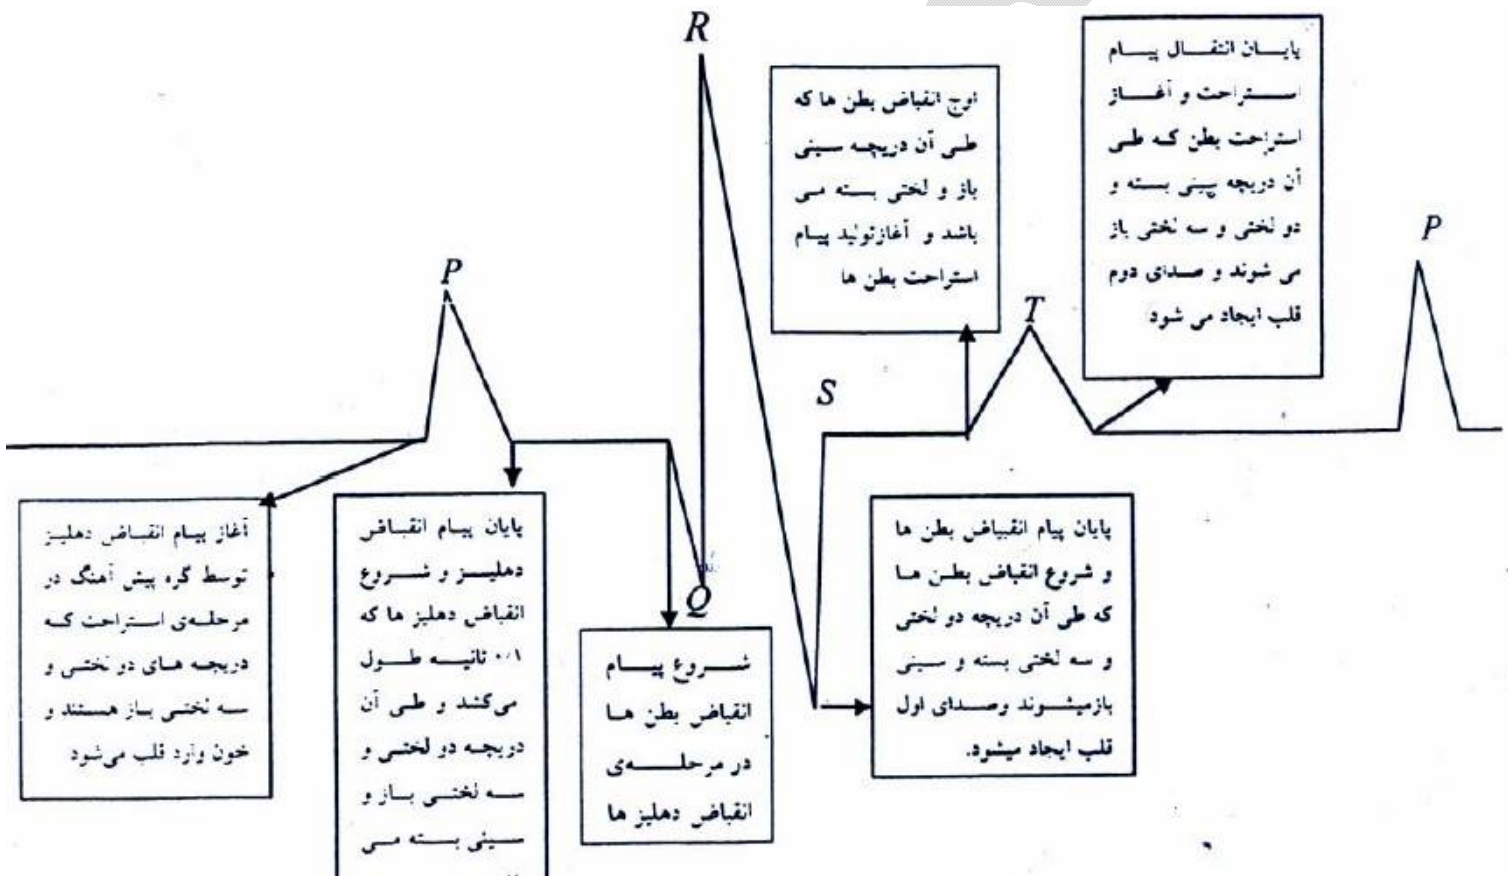 R
اوج انقباض بطن ها که
طی آن دریچه سینی
باز و لختی بسته می
باشد و آغازتولید پیام
استراحت بطن ها
پایان انتقال پیام
استراحت و آغاز
استراحت بطن که طی
آن دریچه سینی بسته و
دو لختی و سه لختی باز
می شوند و صدای دوم
قلب ایجاد می شود
P
P
T
S
Q
آغاز پیام انقباض دهلیز
توسط گره پیش آهنگ در
مرحله‌ی استراحت که
دریچه های دو لختی و
سه لختی باز هستند و
خون وارد قلب می‌شود
پایان پیام انقباض
دهلیز و شروع
انقباض دهلیز ها که
۰/۱ ثانیه طول
می‌کشد و طی آن
دریچه دو لختی و
سه لختی باز و
سینی بسته می
شروع پیام
انقباض بطن ها
در مرحله‌ی
انقباض دهلیز ها
پایان پیام انقبیاض بطن ها
و شروع انقباض بطن ها
که طی آن دریچه دو لختی
و سه لختی بسته و سینی
بازمیشوند وصدای اول
قلب ایجاد میشود.